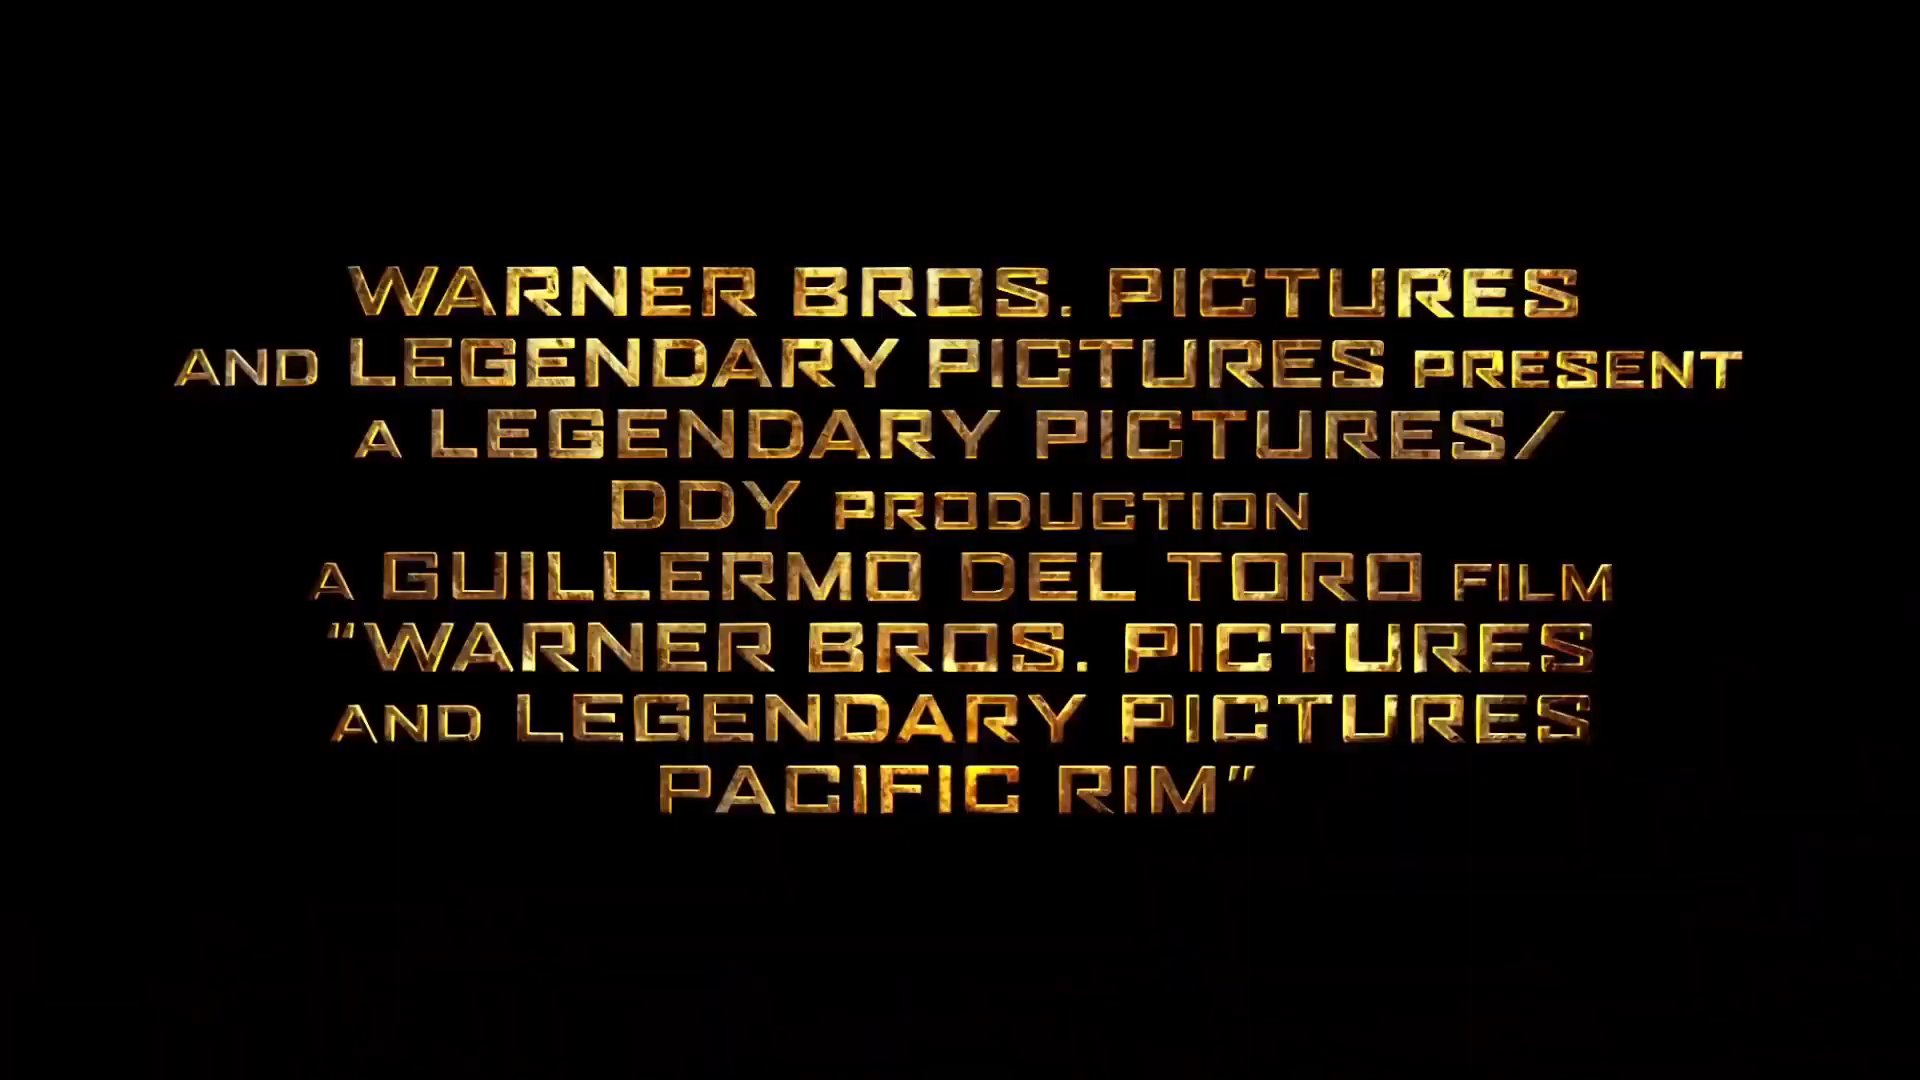 WARNER BROS. PICTURES
AND LEGENDARY PICTURES PRESENT
A LEGENDARY PICTURES/
DDY PRODUCTION
A GUILLERMO DEL TORO FILM
"WARNER BROS. PICTURES
AND LEGENDARY PICTURES
PACIFIC RIM"